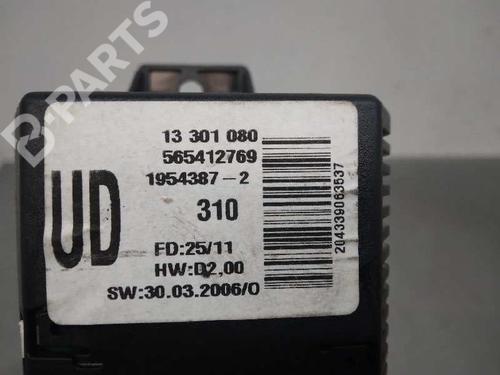 B-PARTS
13 301 080
565412769
1954387-2
UD
310
FD:25/11
HW:D2,00
SW:30.03.2006/0
204339063537